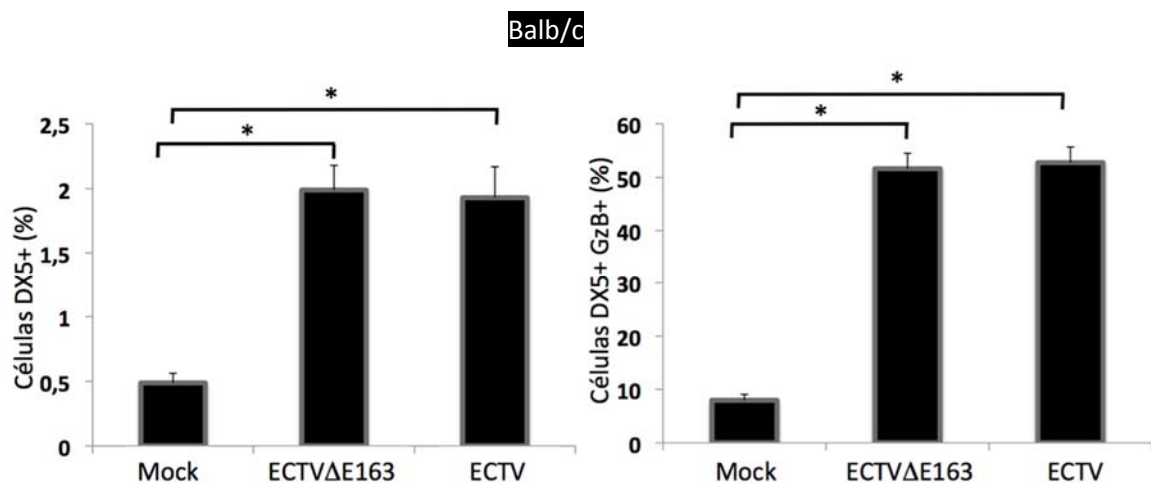 Balb/c
*
*
2,5
2
1,5
1
0,5
0
Células DX5+ (%)
Mock
ECTVΔE163
ECTV
*
*
60
50
40
30
20
10
0
Células DX5+ GzB+ (%)
Mock
ECTVΔE163
ECTV